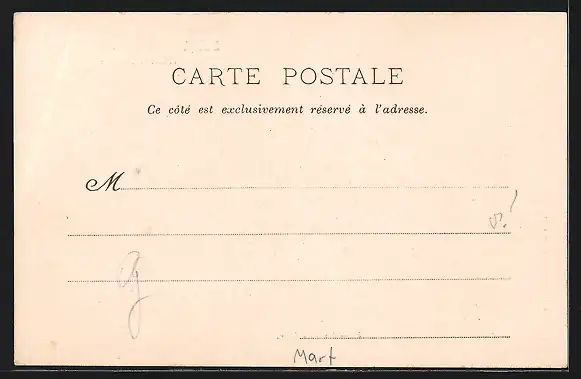 CARTE POSTALE
Ce côté est exclusivement réservé à l'adresse.
M
Mart